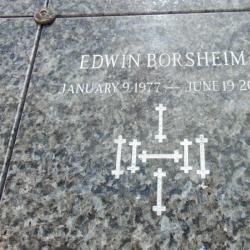 EDWIN BORSHEIM
JANUARY 9 1977 — JUNE 19 20